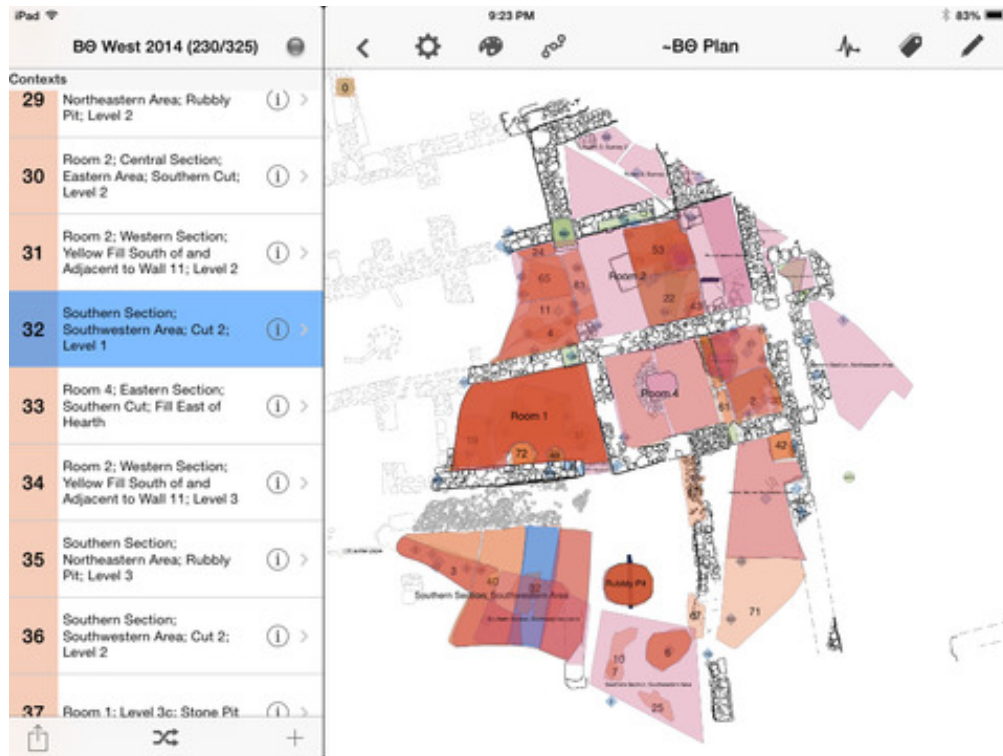 iPad
9:23 PM
83%
BΘ West 2014 (230/325)
~BΘ Plan
Contexts
29
Northeastern Area; Rubbly
Pit; Level 2
30
Room 2; Central Section;
Eastern Area; Southern Cut;
Level 2
31
Room 2; Western Section;
Yellow Fill South of and
Adjacent to Wall 11; Level 2
32
Southern Section;
Southwestern Area; Cut 2;
Level 1
33
Room 4; Eastern Section;
Southern Cut; Fill East of
Hearth
34
Room 2; Western Section;
Yellow Fill South of and
Adjacent to Wall 11; Level 3
35
Southern Section;
Northeastern Area; Rubbly
Pit; Level 3
36
Southern Section;
Southwestern Area; Cut 2;
Level 2
37
Room 1; Level 3c; Stone Pit
0
24
53
65
Room 2
11
22
4
Room 4
61
2
Room 1
42
72
3
40
32
Rubbly Pit
Southern Section; Southwestern Area
67
71
10
7
6
Southern Section; Southeastern Area
25